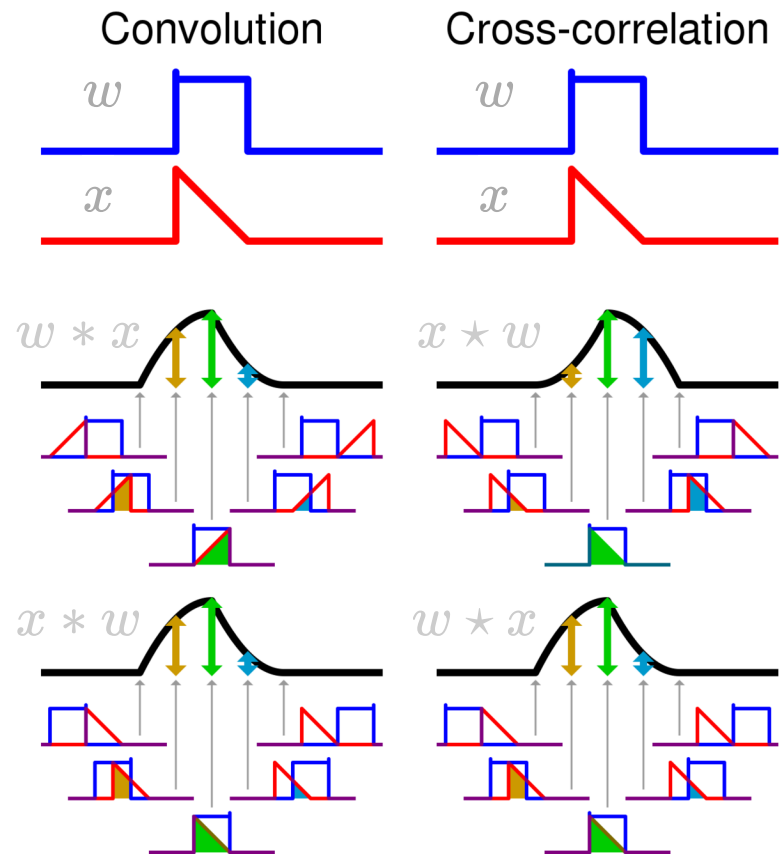 Convolution Cross-correlation
w w
x x
w ∗ x x ⋆ w
x ∗ w w ⋆ x